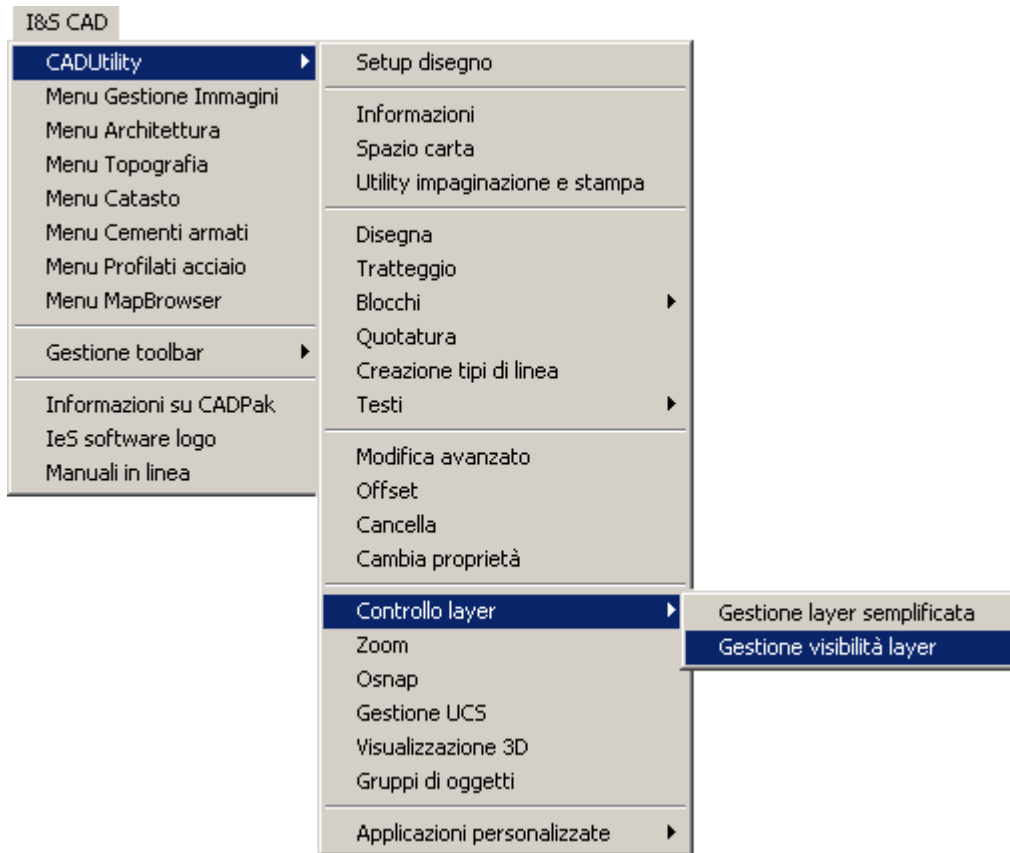 I&S CAD
CADUtility
Menu Gestione Immagini
Menu Architettura
Menu Topografia
Menu Catasto
Menu Cementi armati
Menu Profilati acciaio
Menu MapBrowser
Gestione toolbar
Informazioni su CADPak
IeS software logo
Manuali in linea
Setup disegno
Informazioni
Spazio carta
Utility impaginazione e stampa
Disegna
Tratteggio
Blocchi
Quotatura
Creazione tipi di linea
Testi
Modifica avanzato
Offset
Cancella
Cambia proprietà
Controllo layer
Zoom
Osnap
Gestione UCS
Visualizzazione 3D
Gruppi di oggetti
Applicazioni personalizzate
Gestione layer semplificata
Gestione visibilità layer